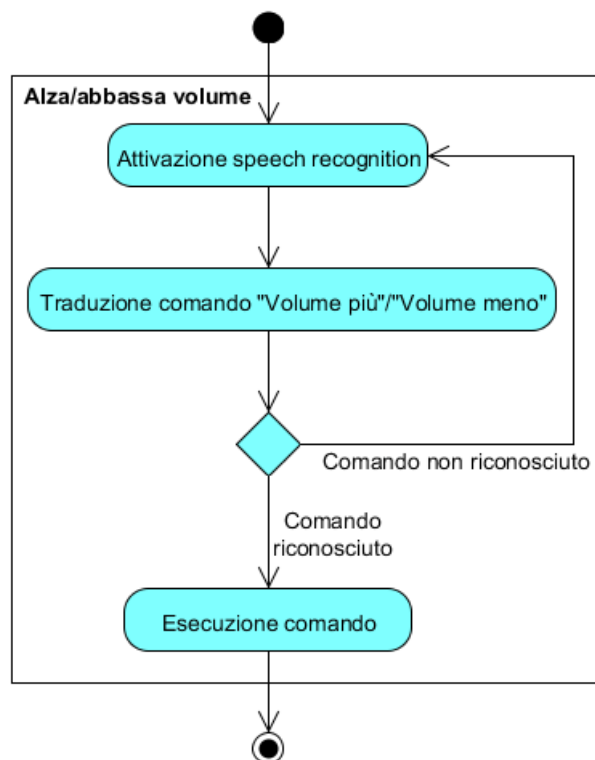 Alza/abbassa volume
Attivazione speech recognition
Traduzione comando "Volume più"/"Volume meno"
Comando non riconosciuto
Comando
riconosciuto
Esecuzione comando